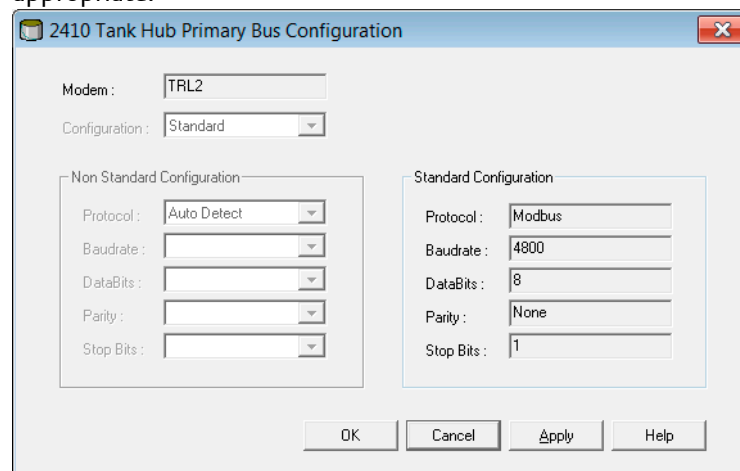 appropriate.
2410 Tank Hub Primary Bus Configuration
Modem : TRL2
Configuration : Standard
Non Standard Configuration
Protocol : Auto Detect
Baudrate :
DataBits :
Parity :
Stop Bits :
Standard Configuration
Protocol : Modbus
Baudrate : 4800
DataBits : 8
Parity : None
Stop Bits : 1
OK Cancel Apply Help